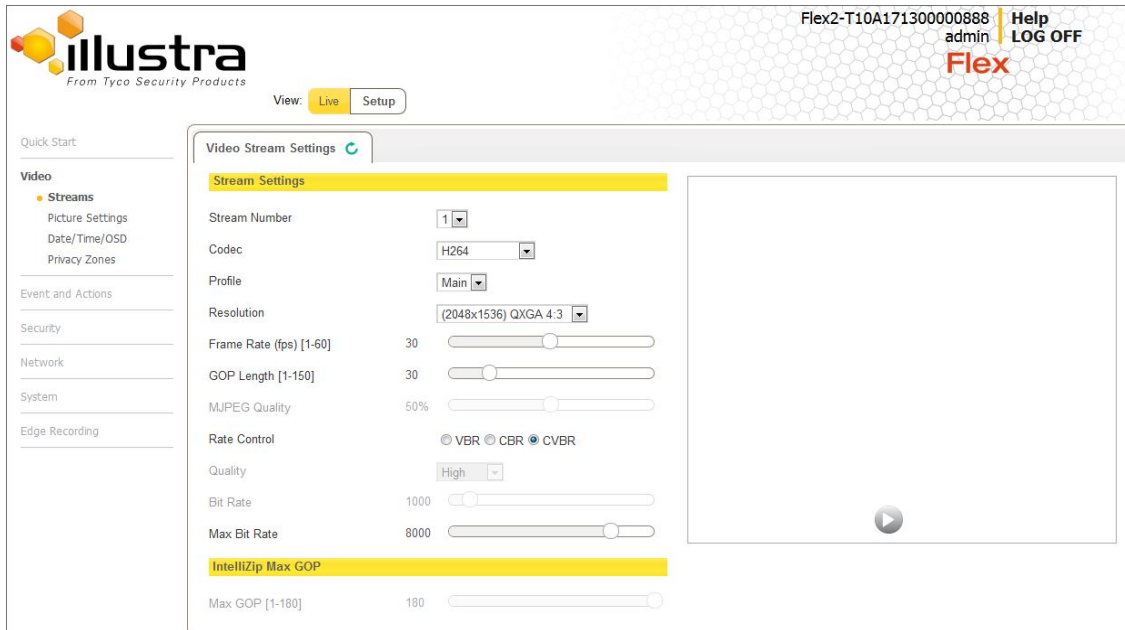 Flex2-T10A171300000888 Help
admin LOG OFF
illustra
From Tyco Security Products
Flex
View: Live Setup
Quick Start
Video
Streams
Picture Settings
Date/Time/OSD
Privacy Zones
Event and Actions
Security
Network
System
Edge Recording
Video Stream Settings
Stream Settings
Stream Number 1
Codec H264
Profile Main
Resolution (2048x1536) QXGA 4:3
Frame Rate (fps) [1-60] 30
GOP Length [1-150] 30
MJPEG Quality 50%
Rate Control VBR CBR CVBR
Quality High
Bit Rate 1000
Max Bit Rate 8000
IntelliZip Max GOP
Max GOP [1-180] 180